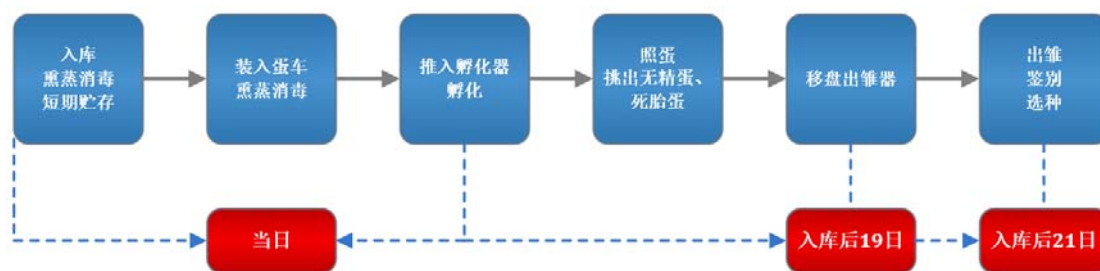 入库
熏蒸消毒
短期贮存
装入蛋车
熏蒸消毒
推入孵化器
孵化
照蛋
挑出无精蛋、
死胎蛋
移盘出雏器
出雏
鉴别
选种
当日
入库后19日
入库后21日